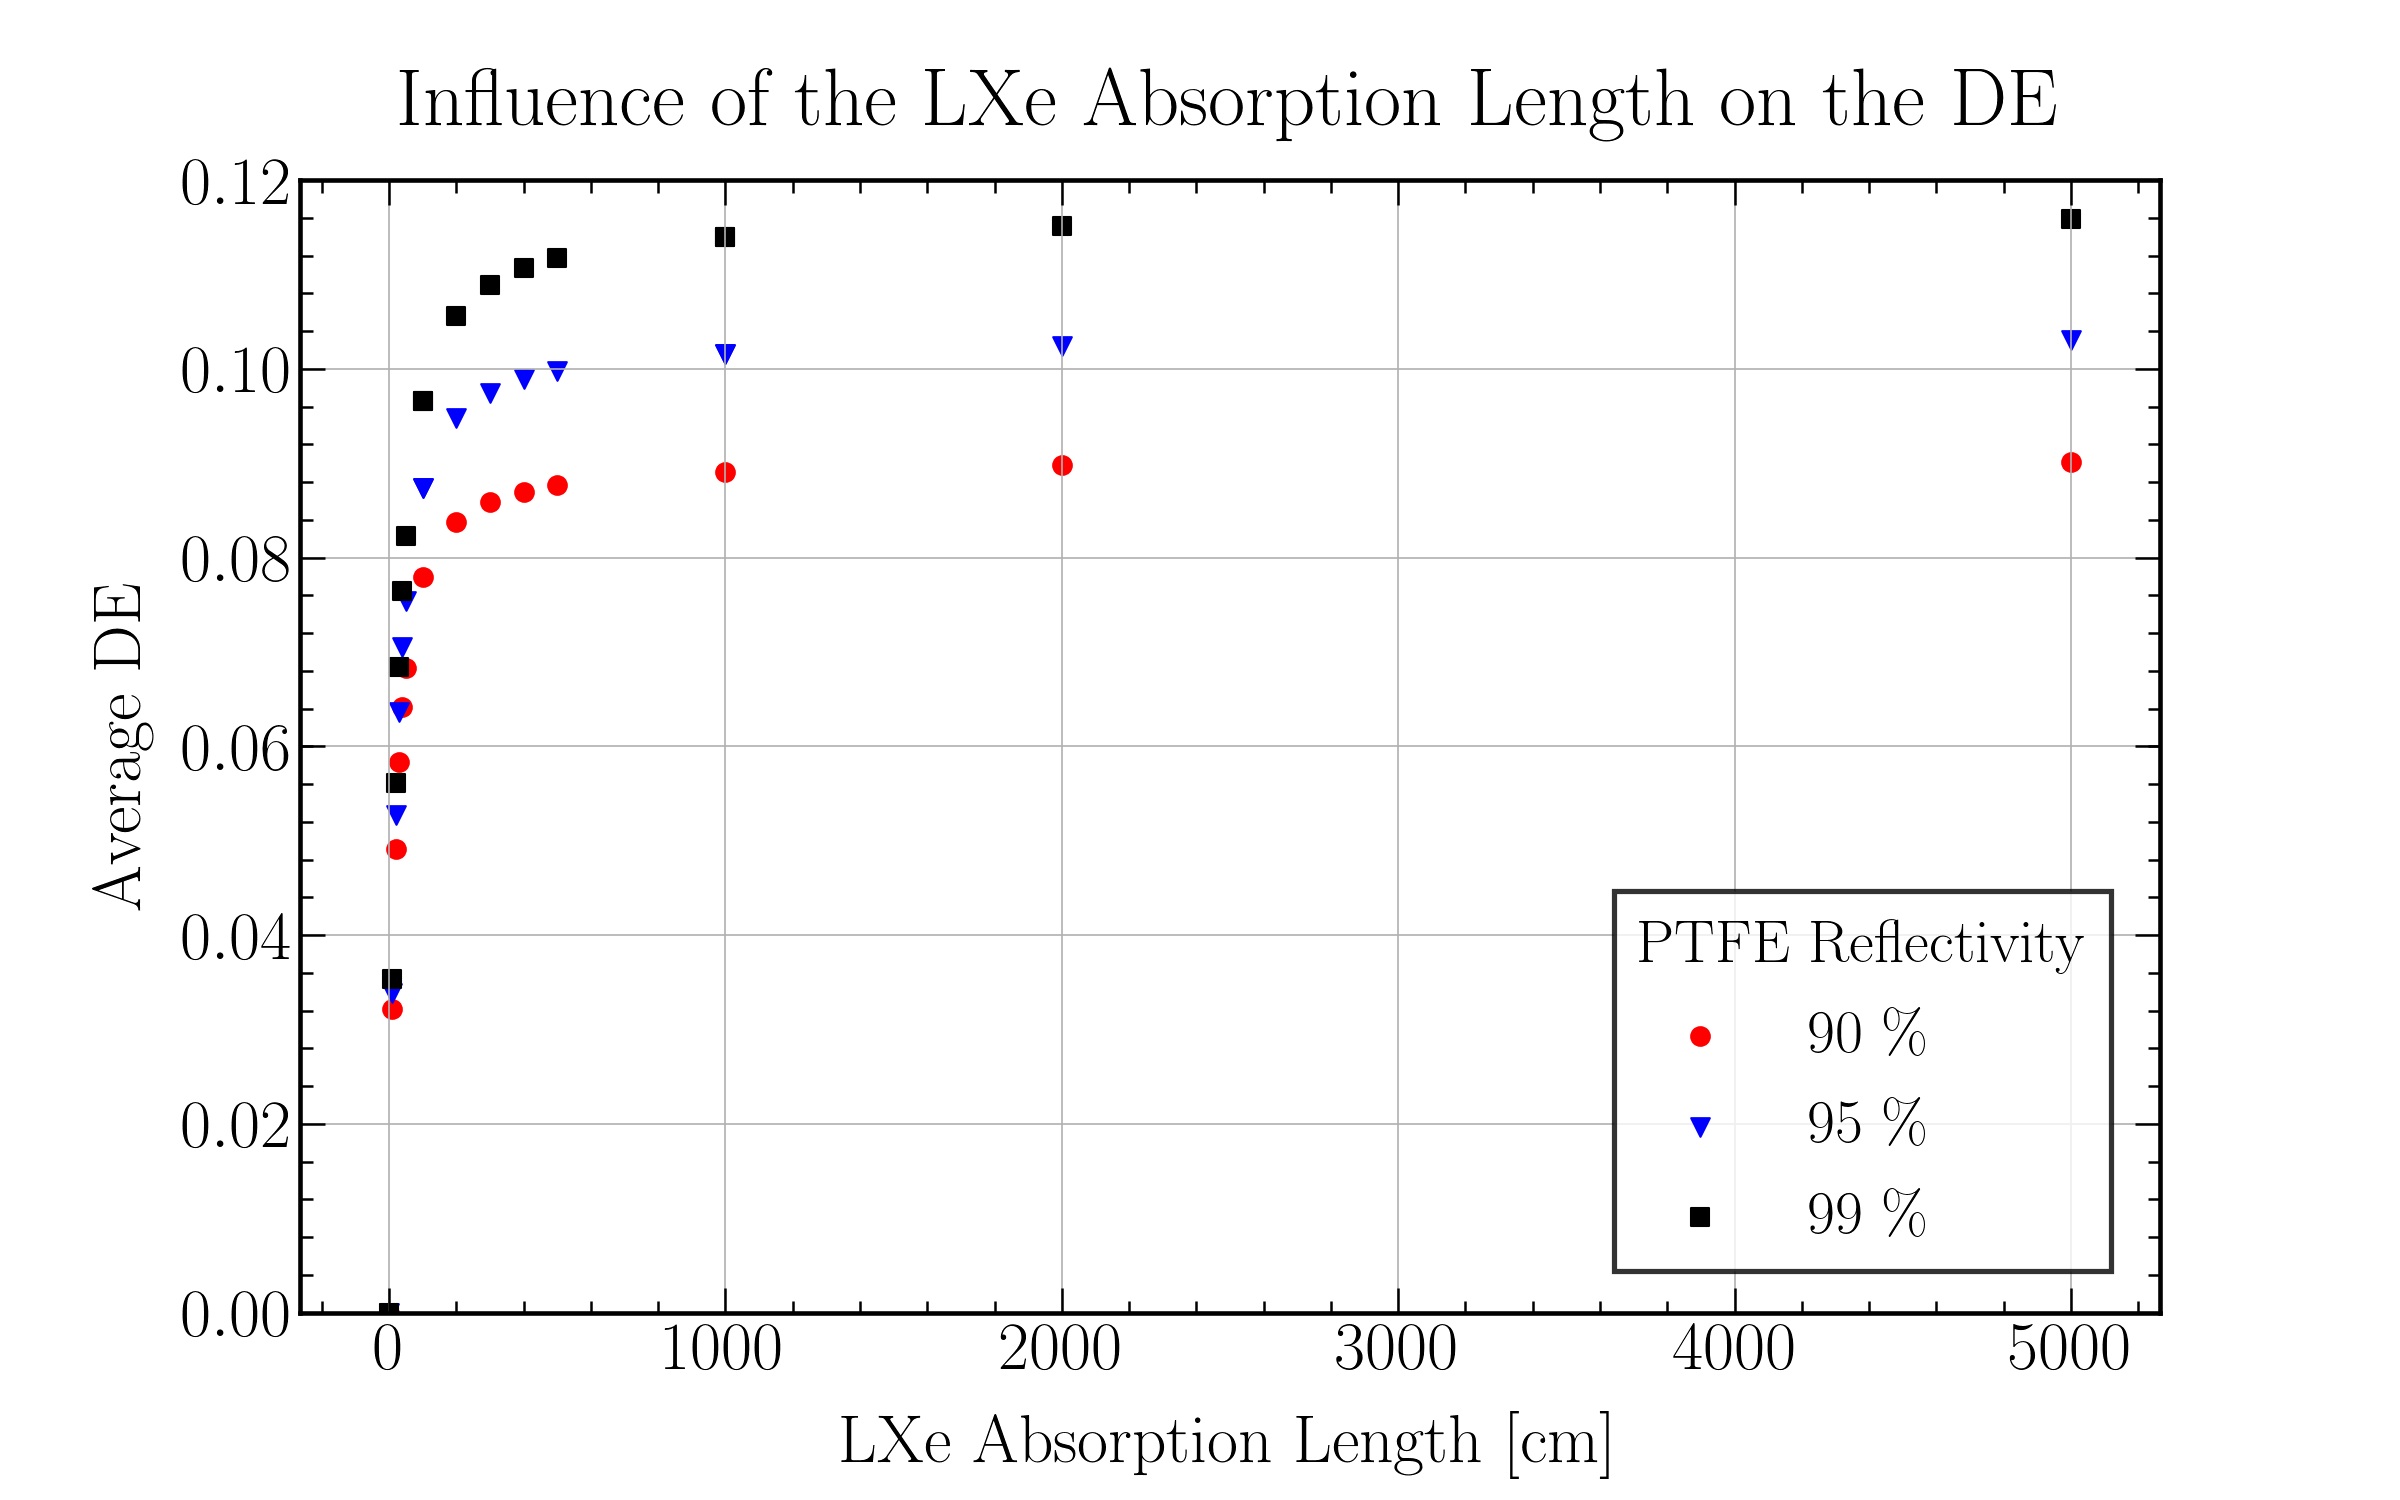 Influence of the LXe Absorption Length on the DE
0.12
0.10
0.08
0.06
0.04
0.02
0.00
Average DE
PTFE Reflectivity
90 %
95 %
99 %
0 1000 2000 3000 4000 5000
LXe Absorption Length [cm]